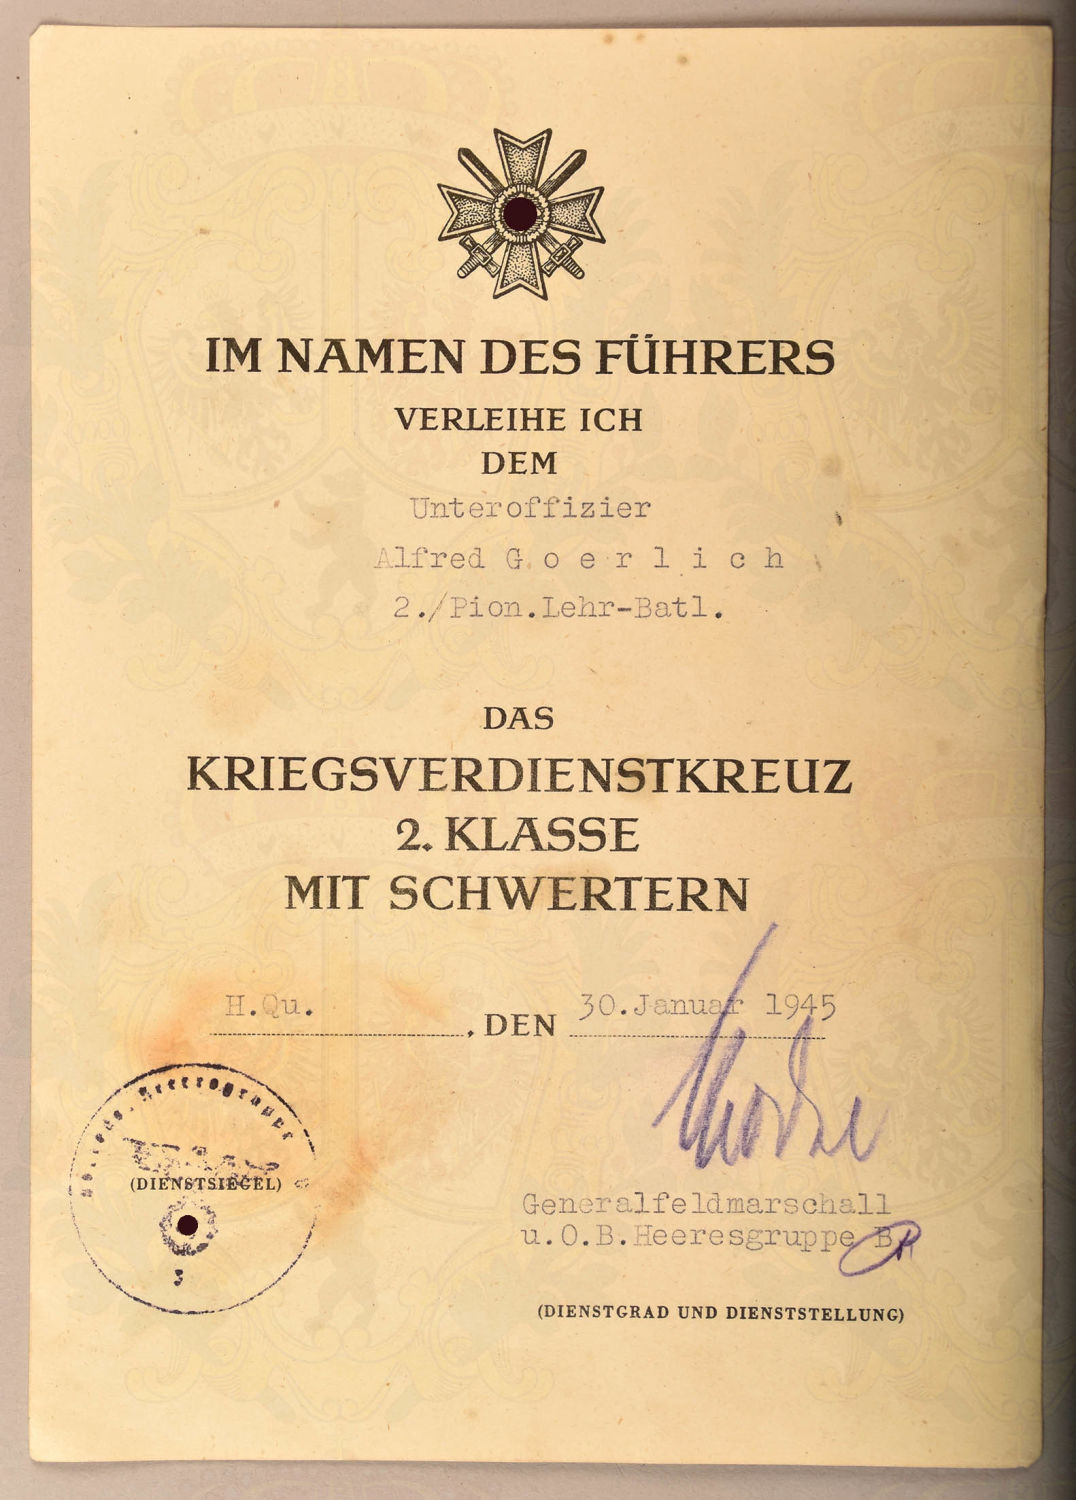 IM NAMEN DES FÜHRERS
VERLEIHE ICH
DEM
Unteroffizier
Alfred G o e r l i c h
2./Pion.Lehr-Batl.
DAS
KRIEGSVERDIENSTKREUZ
2. KLASSE
MIT SCHWERTERN
H.Qu. , DEN 30.Januar 1945
Heeresgruppe
(DIENSTSIEGEL)
Generalfeldmarschall
u.O.B.Heeresgruppe B
(DIENSTGRAD UND DIENSTSTELLUNG)